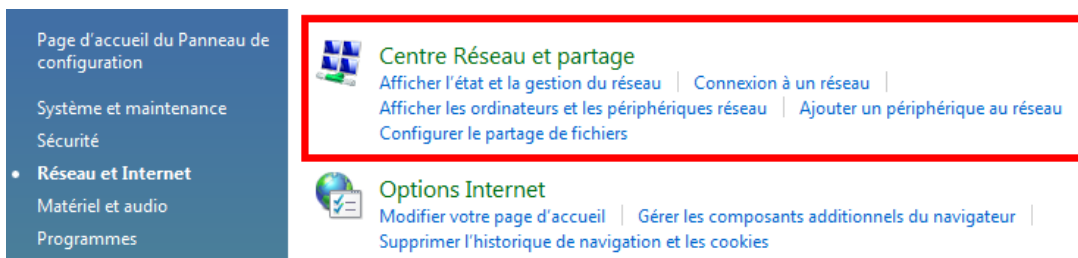 Page d'accueil du Panneau de
configuration
Système et maintenance
Sécurité
Réseau et Internet
Matériel et audio
Programmes
Centre Réseau et partage
Afficher l'état et la gestion du réseau
Connexion à un réseau
Afficher les ordinateurs et les périphériques réseau
Ajouter un périphérique au réseau
Configurer le partage de fichiers
Options Internet
Modifier votre page d'accueil
Gérer les composants additionnels du navigateur
Supprimer l'historique de navigation et les cookies